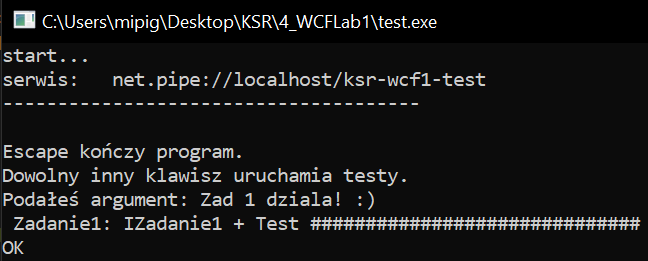 C:\Users\mipig\Desktop\KSR\4_WCFLab1\test.exe
start...
serwis:   net.pipe://localhost/ksr-wcf1-test
--------------------------------------
Escape kończy program.
Dowolny inny klawisz uruchamia testy.
Podałeś argument: Zad 1 dziala! :)
 Zadanie1: IZadanie1 + Test ##############################
OK